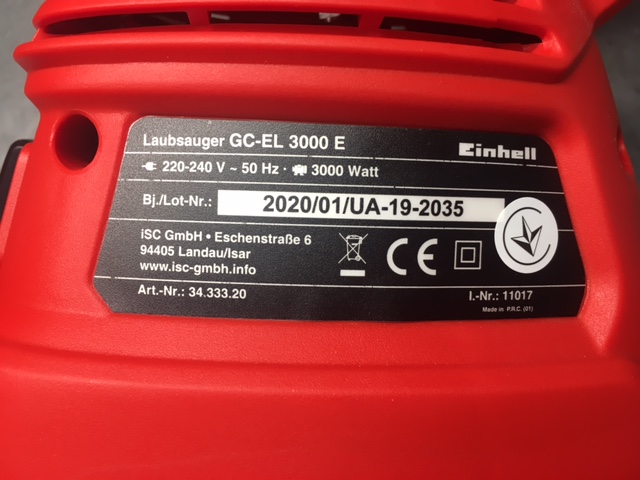 Laubsauger GC-EL 3000 E
Einhell
220-240 V ~ 50 Hz · 3000 Watt
Bj./Lot-Nr.: 2020/01/UA-19-2035
iSC GmbH • Eschenstraße 6
94405 Landau/Isar
www.isc-gmbh.info
CE
Art.-Nr.: 34.333.20
I.-Nr.: 11017
Made in P.R.C. (01)